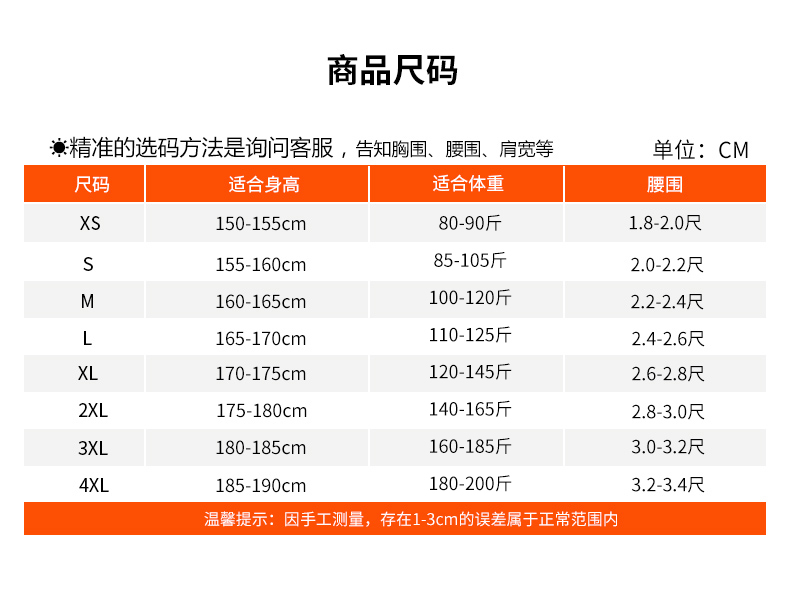 商品尺码
精准的选码方法是询问客服，告知胸围、腰围、肩宽等 单位：CM
尺码 适合身高 适合体重 腰围
XS 150-155cm 80-90斤 1.8-2.0尺
S 155-160cm 85-105斤 2.0-2.2尺
M 160-165cm 100-120斤 2.2-2.4尺
L 165-170cm 110-125斤 2.4-2.6尺
XL 170-175cm 120-145斤 2.6-2.8尺
2XL 175-180cm 140-165斤 2.8-3.0尺
3XL 180-185cm 160-185斤 3.0-3.2尺
4XL 185-190cm 180-200斤 3.2-3.4尺
温馨提示：因手工测量，存在1-3cm的误差属于正常范围内